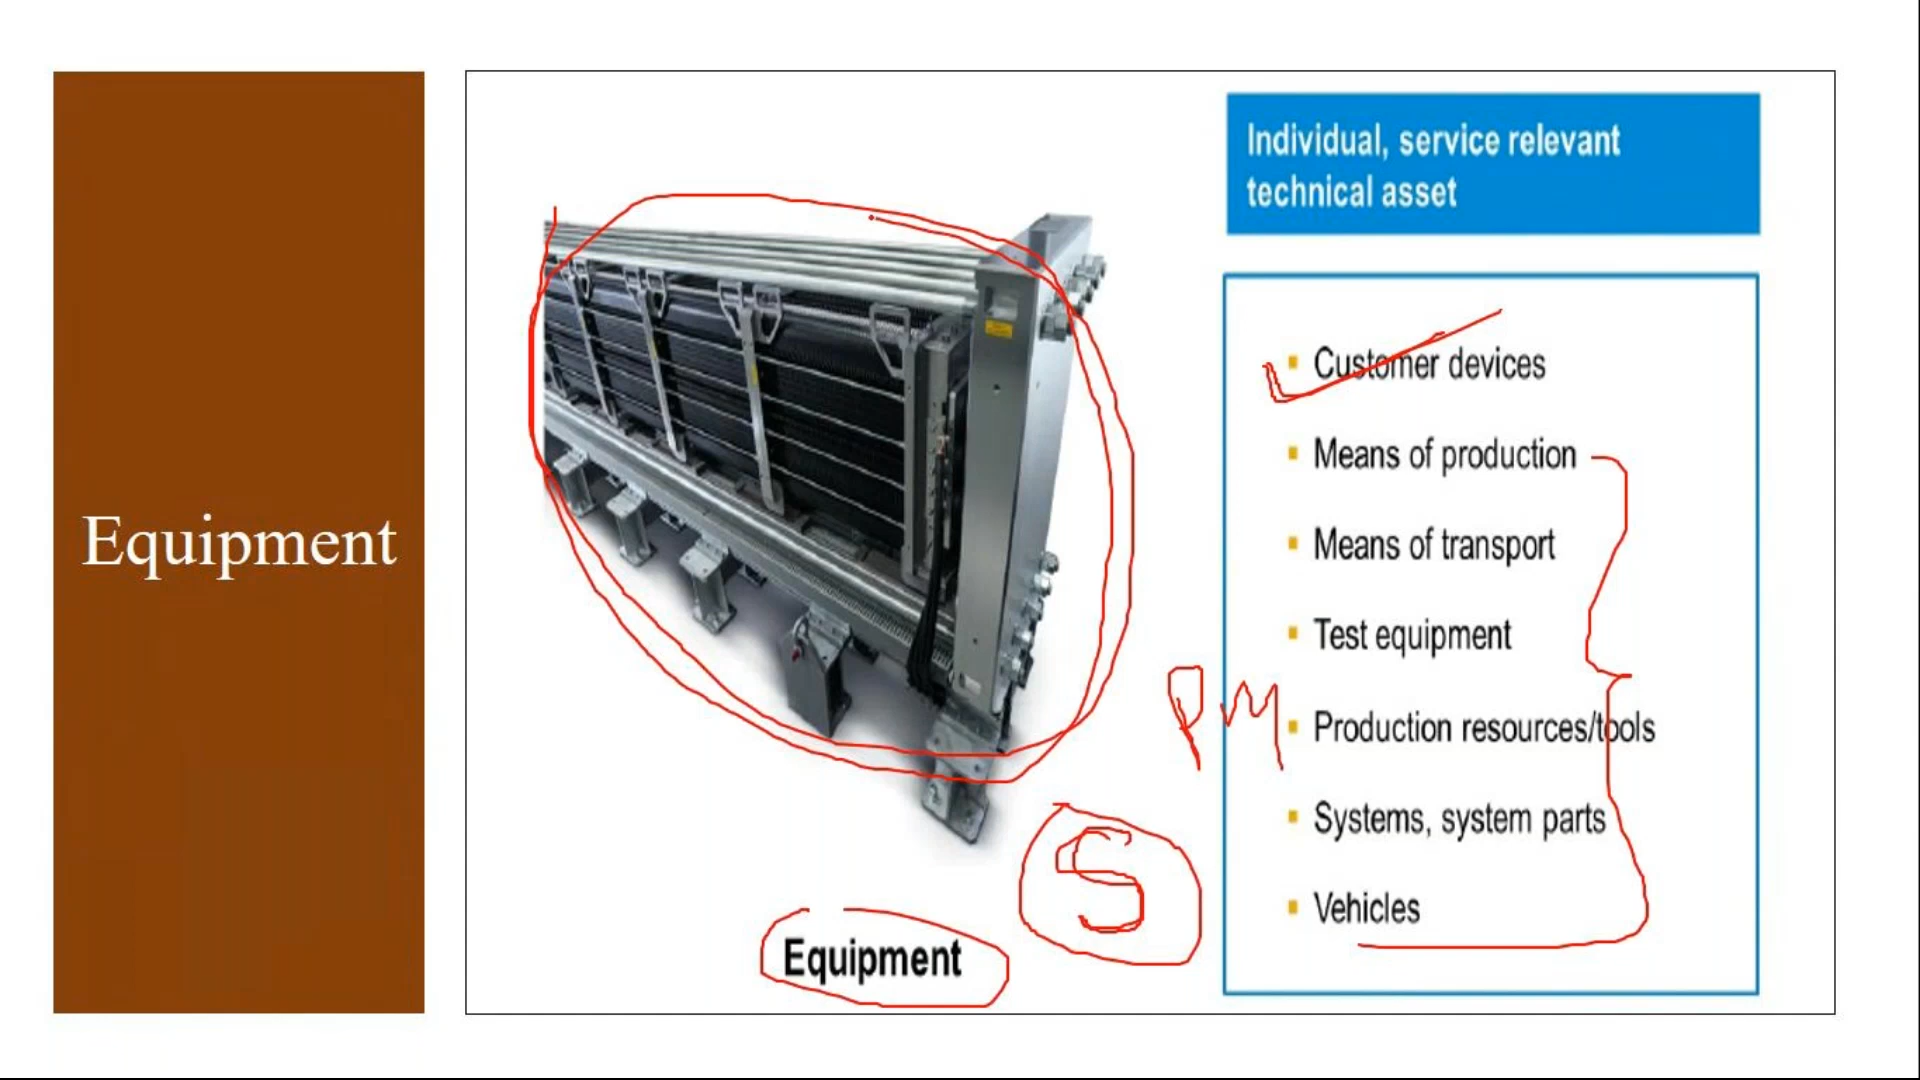 Equipment
Individual, service relevant
technical asset
Customer devices
Means of production
Means of transport
Test equipment
Production resources/tools
Systems, system parts
Vehicles
PM
S
Equipment